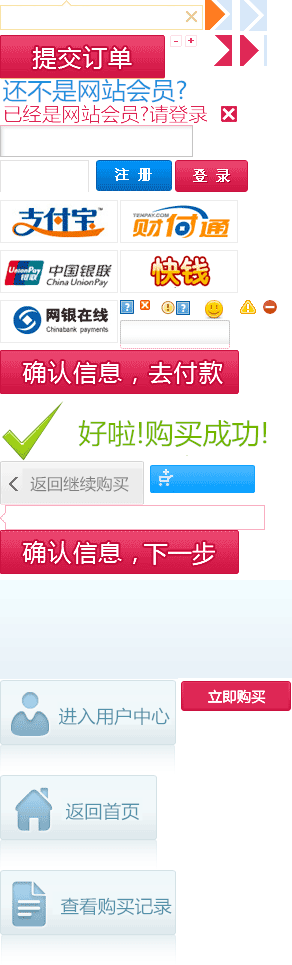 提交订单
还不是网站会员?
已经是网站会员?请登录
注 册 登 录
支付宝™ TENPAY.COM 财付通
UnionPay 银联 中国银联 China UnionPay 快钱
网银在线 Chinabank payments
确认信息，去付款
好啦!购买成功!
返回继续购买
确认信息，下一步
立即购买
进入用户中心
返回首页
查看购买记录